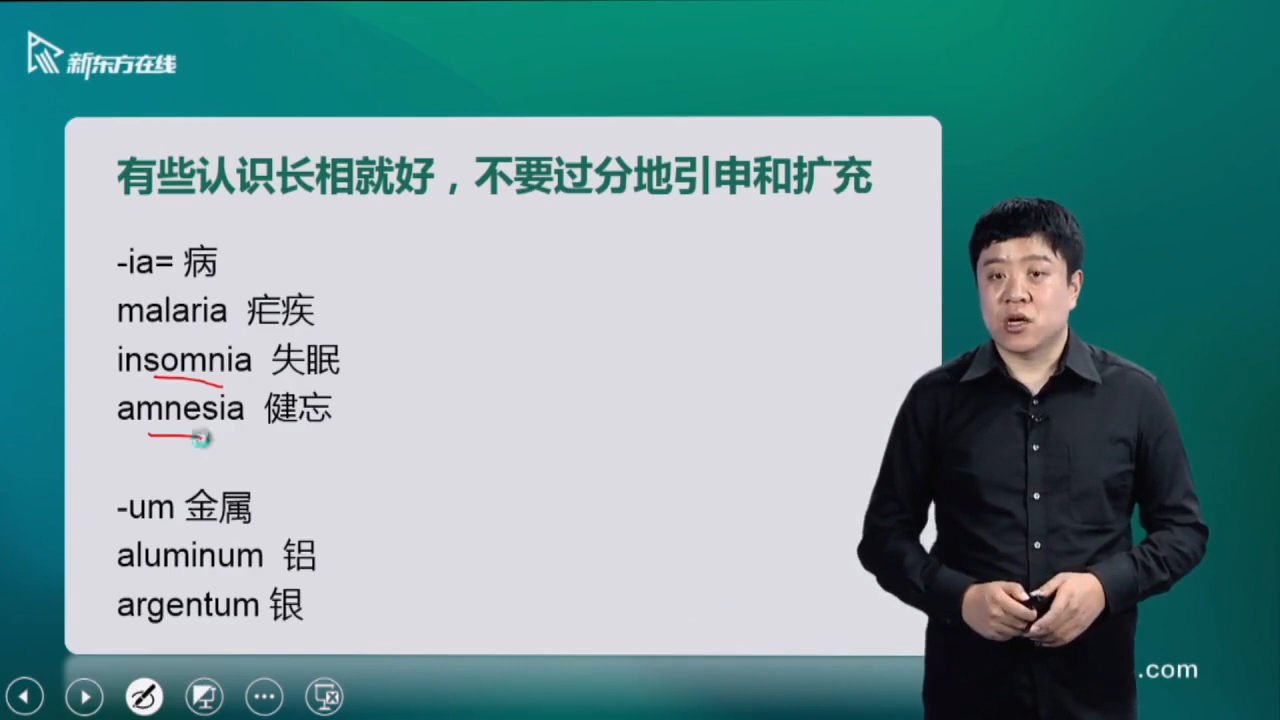 新东方在线
有些认识长相就好，不要过分地引申和扩充
-ia= 病
malaria 疟疾
insomnia 失眠
amnesia 健忘
-um 金属
aluminum 铝
argentum 银
.com